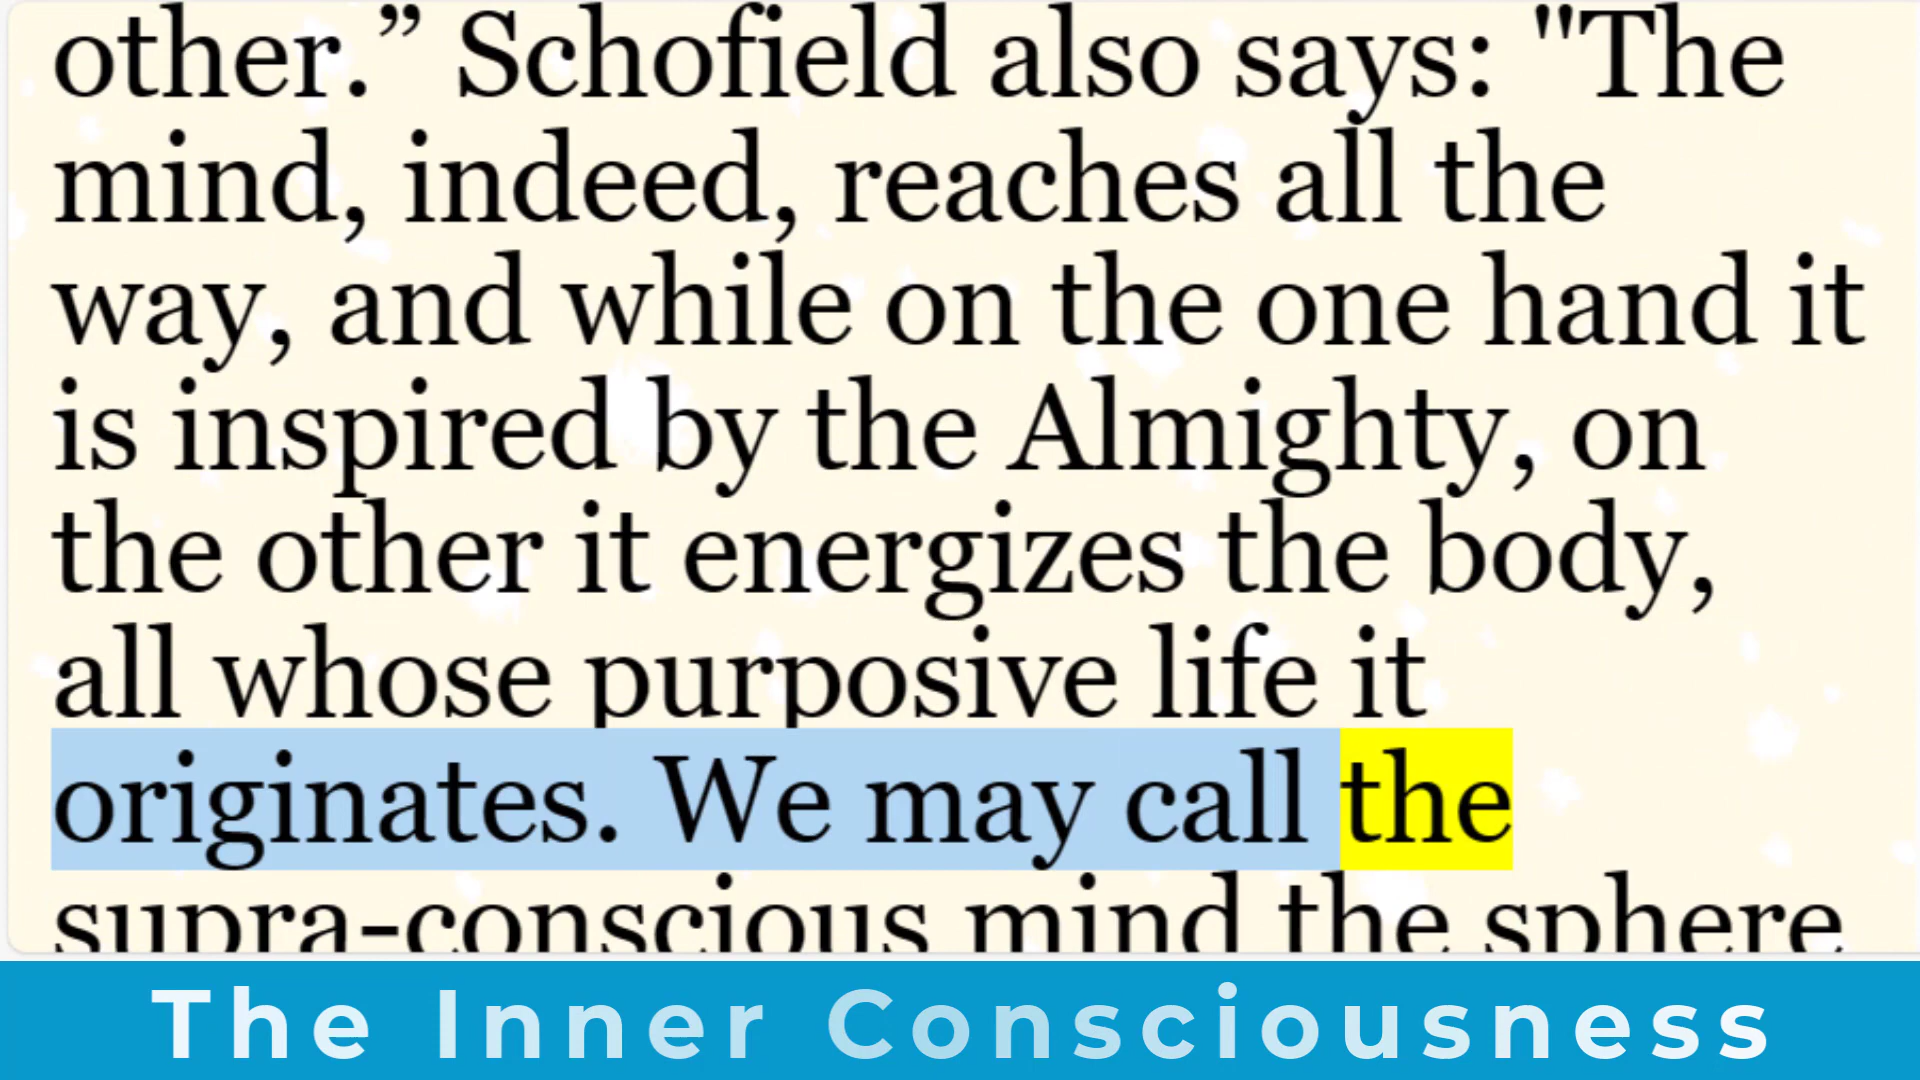 other.” Schofield also says: "The
mind, indeed, reaches all the
way, and while on the one hand it
is inspired by the Almighty, on
the other it energizes the body,
all whose purposive life it
originates. We may call the
supra-conscious mind the sphere
The Inner Consciousness